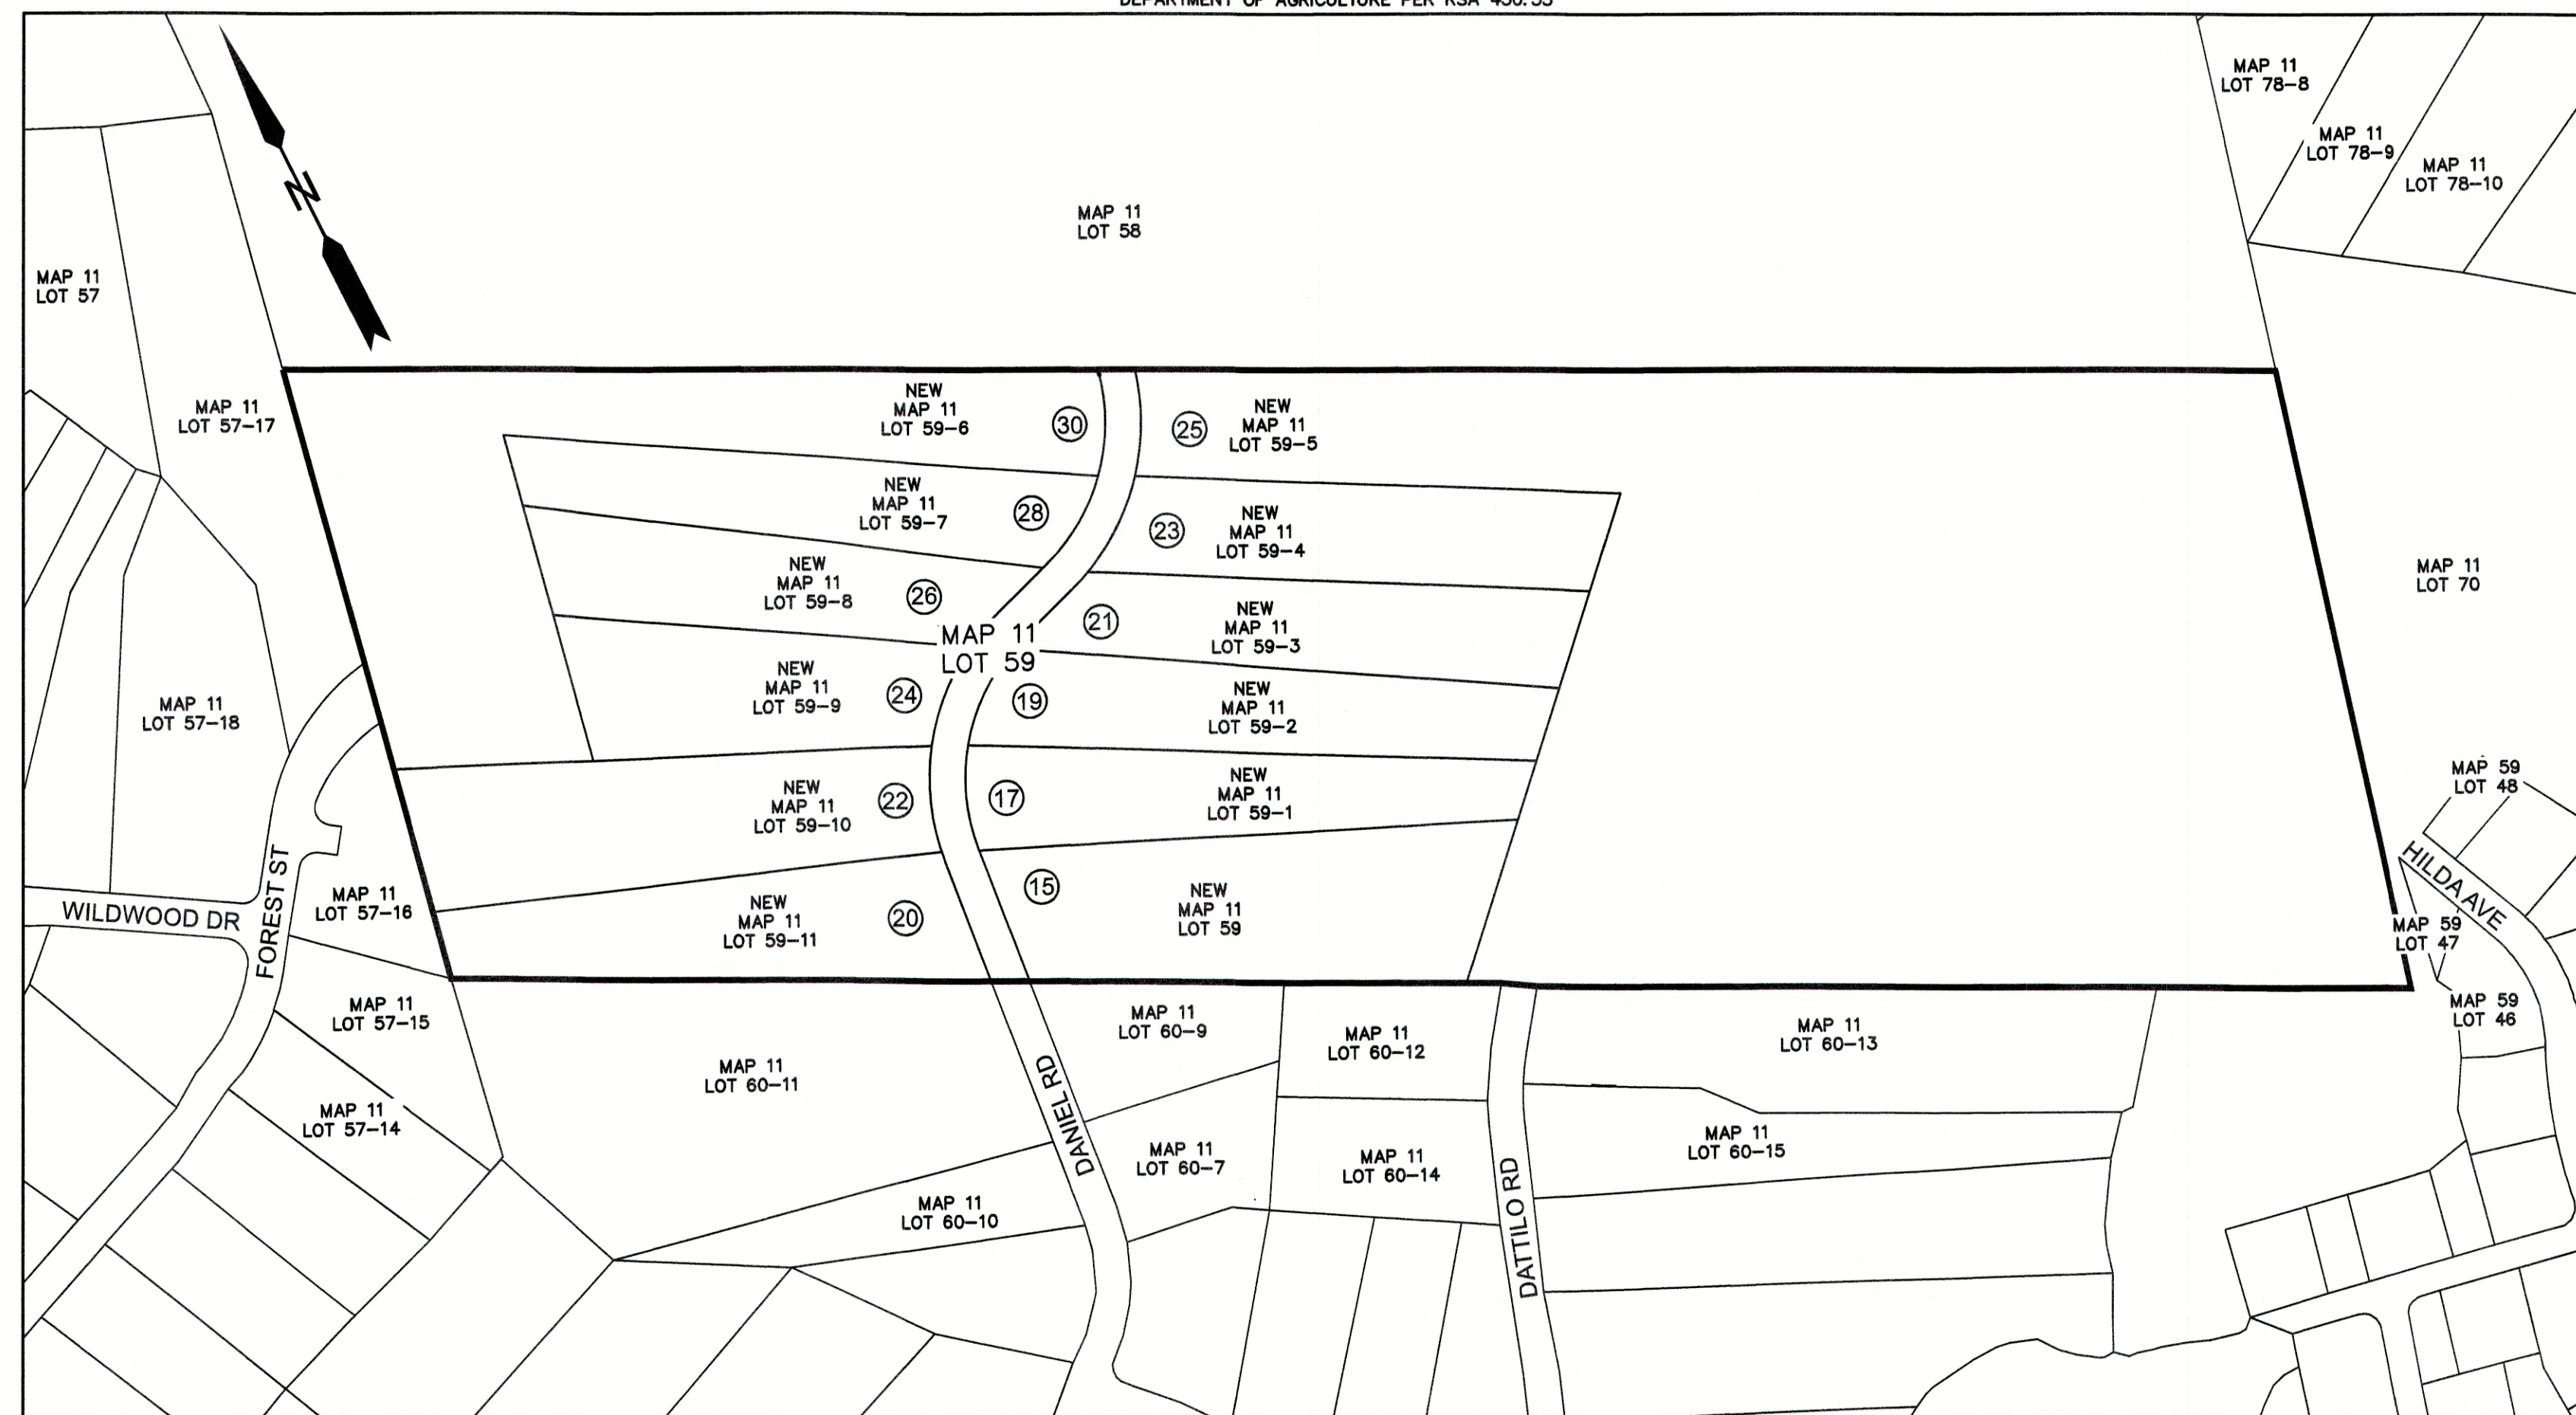 DEPARTMENT OF AGRICULTURE PER RSA 430:53
MAP 11
LOT 78-8
MAP 11
LOT 78-9
MAP 11
LOT 78-10
N
MAP 11
LOT 58
MAP 11
LOT 57
MAP 11
LOT 57-17
NEW
MAP 11
LOT 59-6
30
25
NEW
MAP 11
LOT 59-5
NEW
MAP 11
LOT 59-7
28
23
NEW
MAP 11
LOT 59-4
NEW
MAP 11
LOT 59-8
26
21
NEW
MAP 11
LOT 59-3
MAP 11
LOT 70
MAP 11
LOT 59
NEW
MAP 11
LOT 59-9
24
19
NEW
MAP 11
LOT 59-2
MAP 11
LOT 57-18
NEW
MAP 11
LOT 59-10
22
17
NEW
MAP 11
LOT 59-1
MAP 59
LOT 48
HILDA AVE
MAP 59
LOT 47
WILDWOOD DR
FOREST ST
MAP 11
LOT 57-16
NEW
MAP 11
LOT 59-11
20
15
NEW
MAP 11
LOT 59
MAP 59
LOT 46
MAP 11
LOT 57-15
MAP 11
LOT 60-9
MAP 11
LOT 60-12
MAP 11
LOT 60-13
MAP 11
LOT 60-11
DANIEL RD
MAP 11
LOT 57-14
MAP 11
LOT 60-7
MAP 11
LOT 60-14
MAP 11
LOT 60-15
MAP 11
LOT 60-10
DATTILO RD